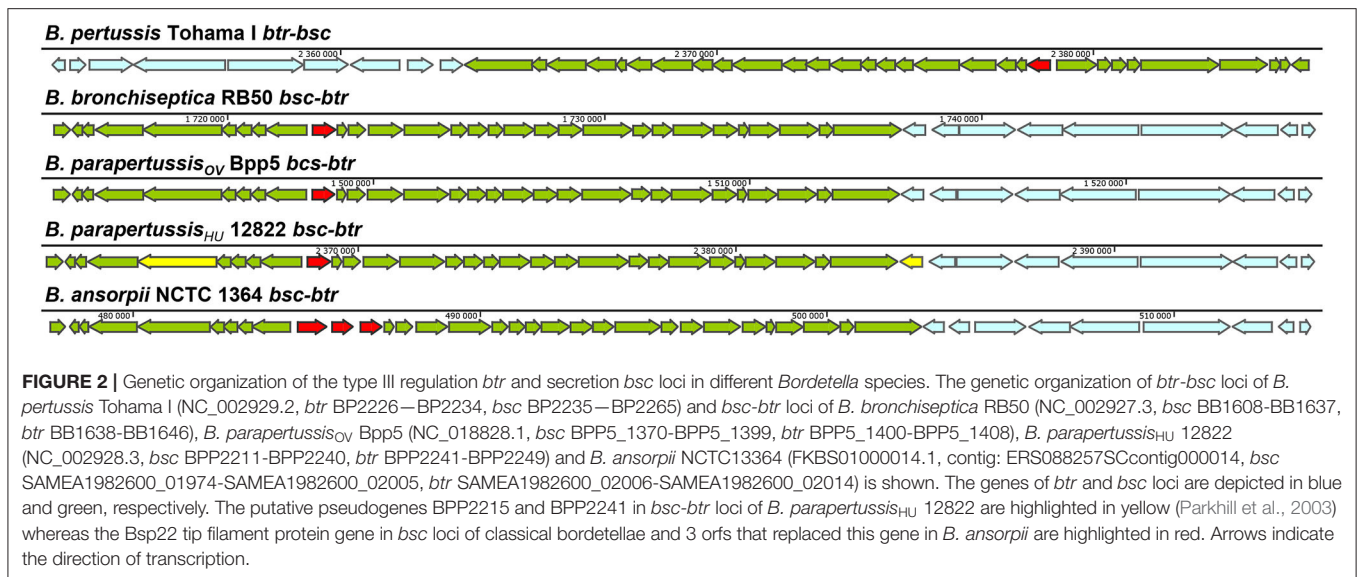 B. pertussis Tohama I btr-bsc
2 360 000 2 370 000 2 380 000
B. bronchiseptica RB50 bsc-btr
1 720 000 1 730 000 1 740 000
B. parapertussisOV Bpp5 bcs-btr
1 500 000 1 510 000 1 520 000
B. parapertussisHU 12822 bsc-btr
2 370 000 2 380 000 2 390 000
B. ansorpii NCTC 1364 bsc-btr
480 000 490 000 500 000 510 000
FIGURE 2 | Genetic organization of the type III regulation btr and secretion bsc loci in different Bordetella species. The genetic organization of btr-bsc loci of B.
pertussis Tohama I (NC_002929.2, btr BP2226—BP2234, bsc BP2235—BP2265) and bsc-btr loci of B. bronchiseptica RB50 (NC_002927.3, bsc BB1608-BB1637,
btr BB1638-BB1646), B. parapertussisOV Bpp5 (NC_018828.1, bsc BPP5_1370-BPP5_1399, btr BPP5_1400-BPP5_1408), B. parapertussisHU 12822
(NC_002928.3, bsc BPP2211-BPP2240, btr BPP2241-BPP2249) and B. ansorpii NCTC13364 (FKBS01000014.1, contig: ERS088257SCcontig000014, bsc
SAMEA1982600_01974-SAMEA1982600_02005, btr SAMEA1982600_02006-SAMEA1982600_02014) is shown. The genes of btr and bsc loci are depicted in blue
and green, respectively. The putative pseudogenes BPP2215 and BPP2241 in bsc-btr loci of B. parapertussisHU 12822 are highlighted in yellow (Parkhill et al., 2003)
whereas the Bsp22 tip filament protein gene in bsc loci of classical bordetellae and 3 orfs that replaced this gene in B. ansorpii are highlighted in red. Arrows indicate
the direction of transcription.